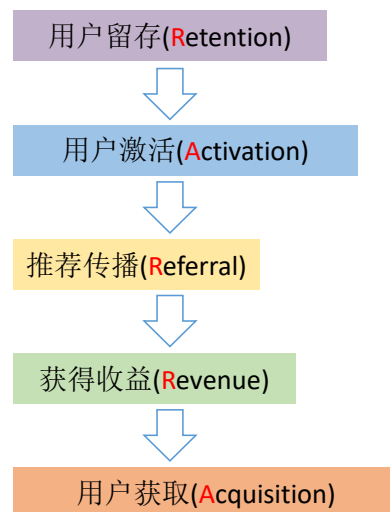 用户留存(Retention)
用户激活(Activation)
推荐传播(Referral)
获得收益(Revenue)
用户获取(Acquisition)